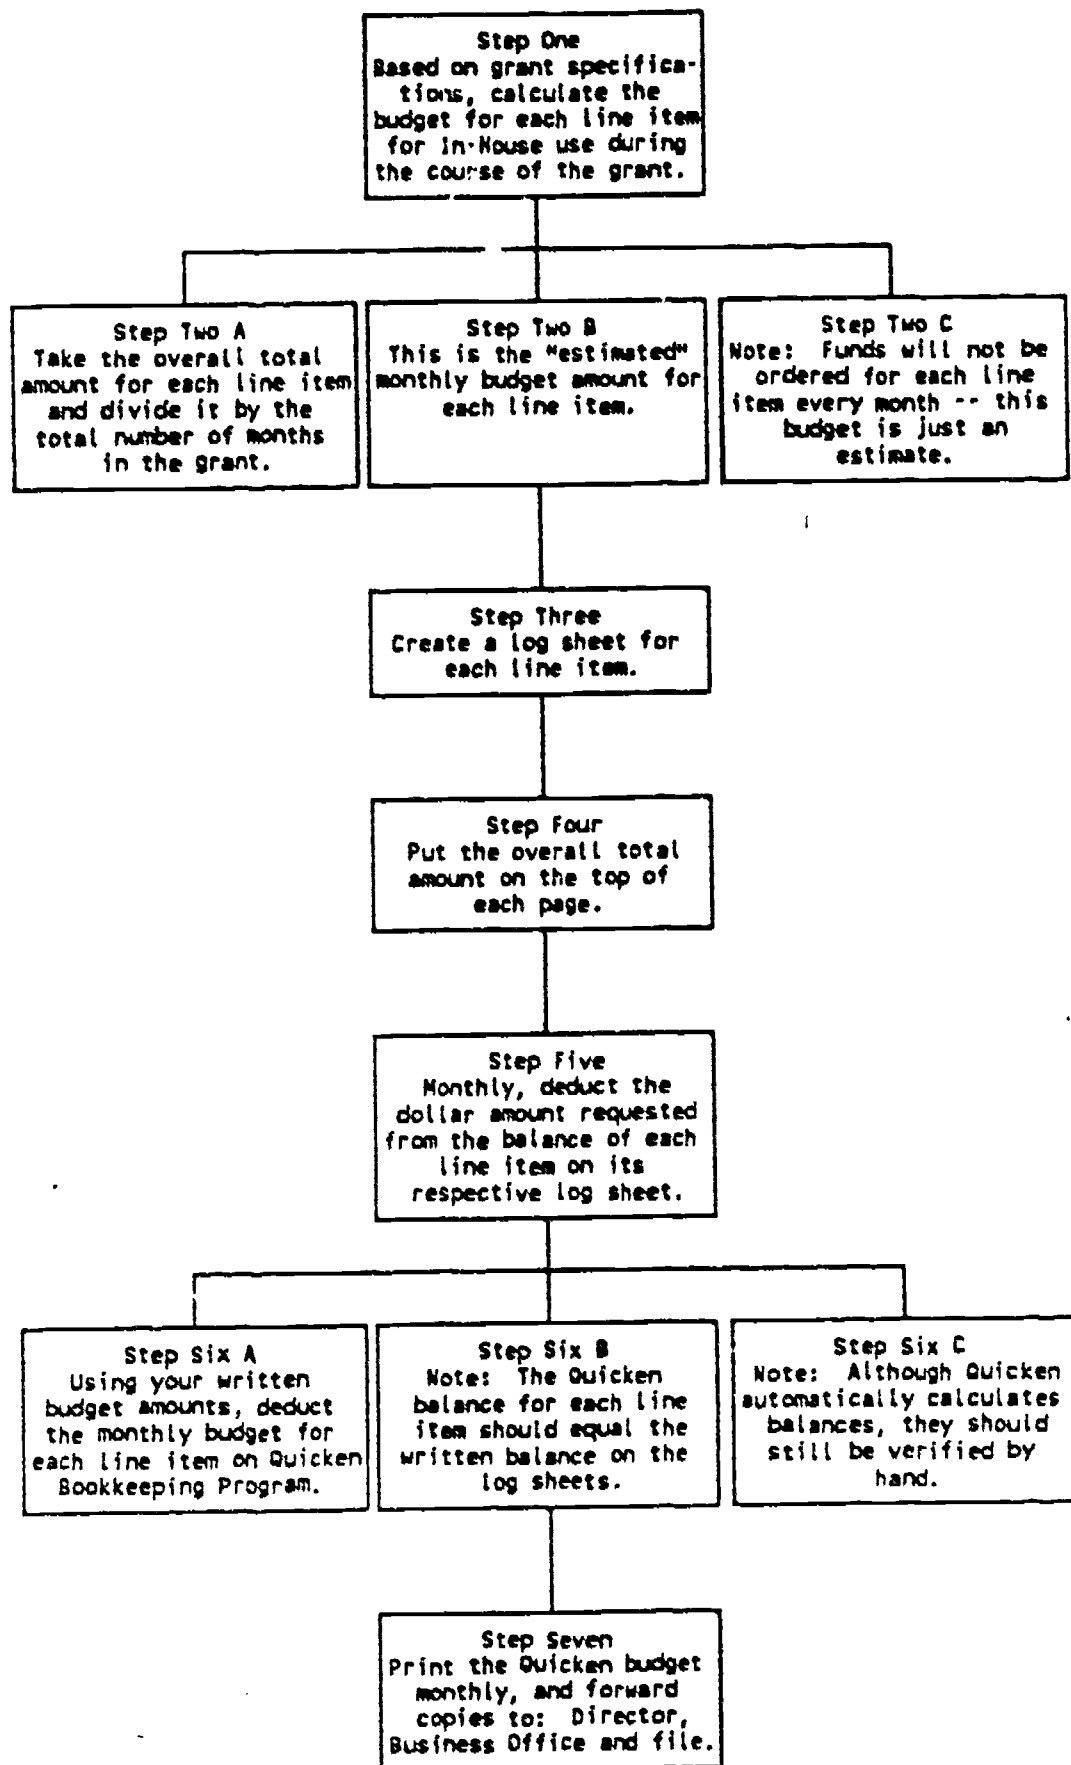 Step One
Based on grant specifica-
tions, calculate the
budget for each line item
for In-House use during
the course of the grant.
Step Two A
Take the overall total
amount for each line item
and divide it by the
total number of months
in the grant.
Step Two B
This is the "estimated"
monthly budget amount for
each line item.
Step Two C
Note: Funds will not be
ordered for each line
item every month -- this
budget is just an
estimate.
Step Three
Create a log sheet for
each line item.
Step Four
Put the overall total
amount on the top of
each page.
Step Five
Monthly, deduct the
dollar amount requested
from the balance of each
line item on its
respective log sheet.
Step Six A
Using your written
budget amounts, deduct
the monthly budget for
each line item on Quicken
Bookkeeping Program.
Step Six B
Note: The Quicken
balance for each line
item should equal the
written balance on the
log sheets.
Step Six C
Note: Although Quicken
automatically calculates
balances, they should
still be verified by
hand.
Step Seven
Print the Quicken budget
monthly, and forward
copies to: Director,
Business Office and file.